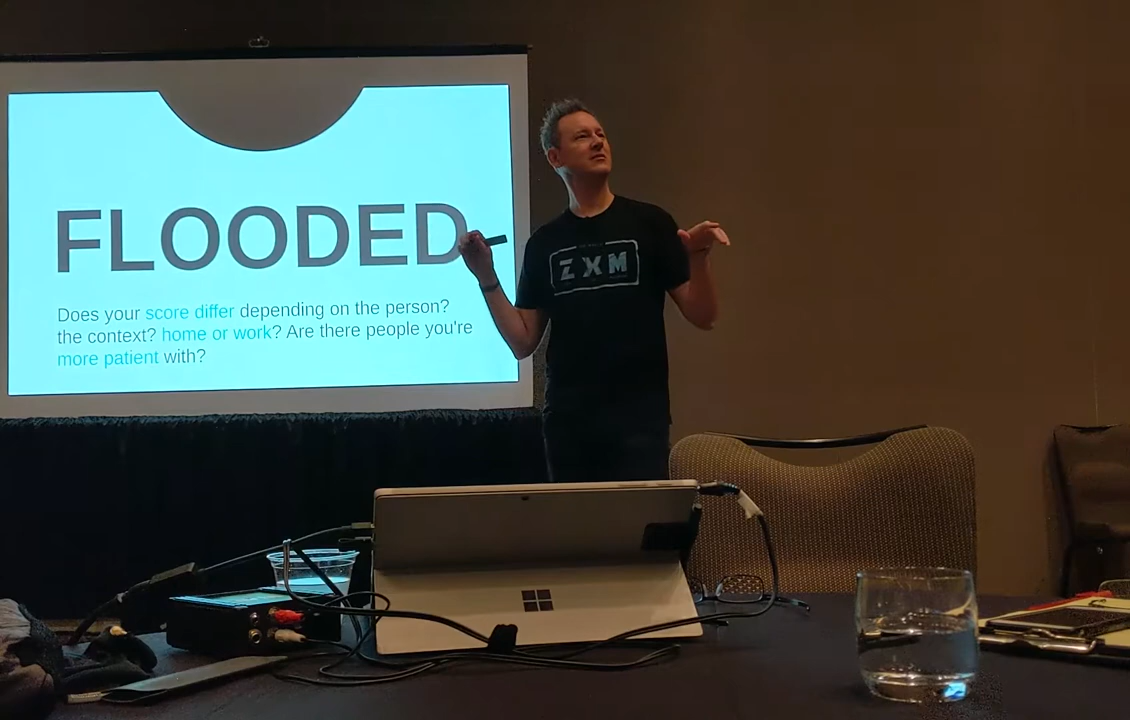 FLOODED
Does your score differ depending on the person?
the context? home or work? Are there people you're
more patient with?
ZXM